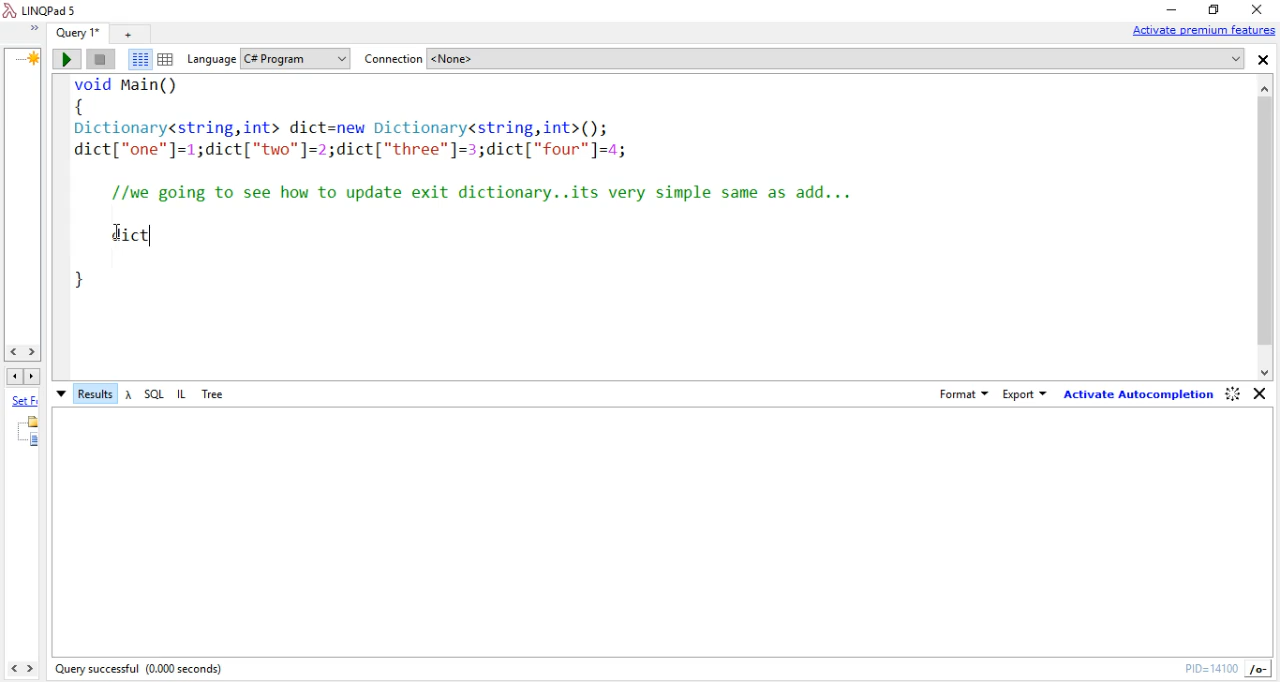 LINQPad 5
Query 1* +
Activate premium features
Language C# Program Connection <None>
void Main()
{
Dictionary<string,int> dict=new Dictionary<string,int>();
dict["one"]=1;dict["two"]=2;dict["three"]=3;dict["four"]=4;
//we going to see how to update exit dictionary..its very simple same as add...
dict
}
Set F
Results λ SQL IL Tree Format Export Activate Autocompletion
Query successful (0.000 seconds) PID=14100 /o-